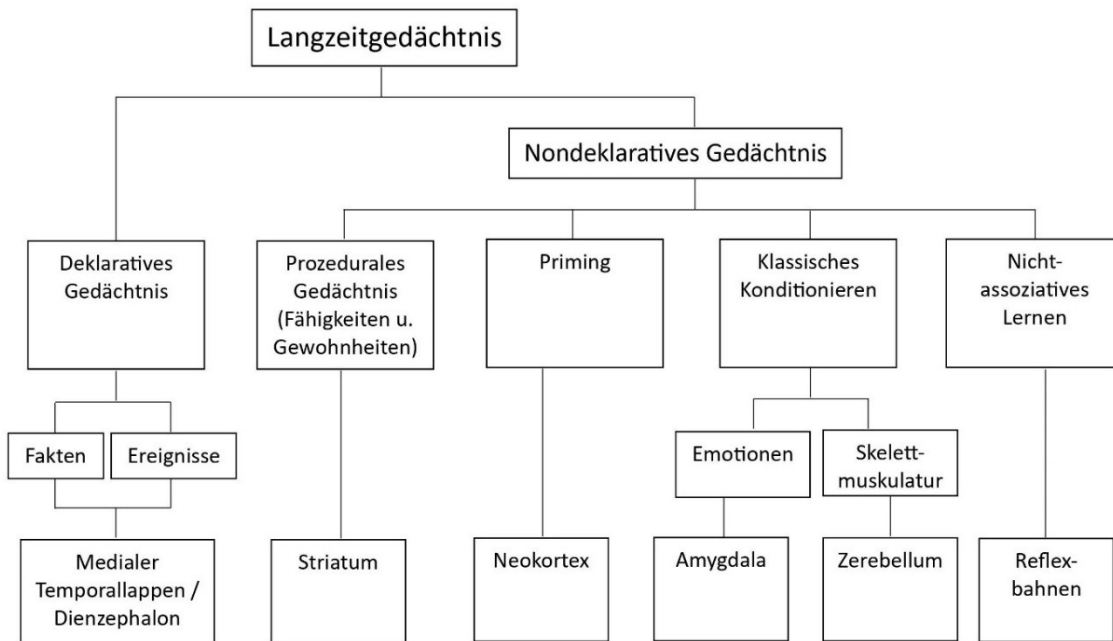 Langzeitgedächtnis
Nondeklaratives Gedächtnis
Deklaratives
Gedächtnis
Prozedurales
Gedächtnis
(Fähigkeiten u.
Gewohnheiten)
Priming
Klassisches
Konditionieren
Nicht-
assoziatives
Lernen
Fakten
Ereignisse
Emotionen
Skelett-
muskulatur
Medialer
Temporallappen /
Dienzephalon
Striatum
Neokortex
Amygdala
Zerebellum
Reflex-
bahnen